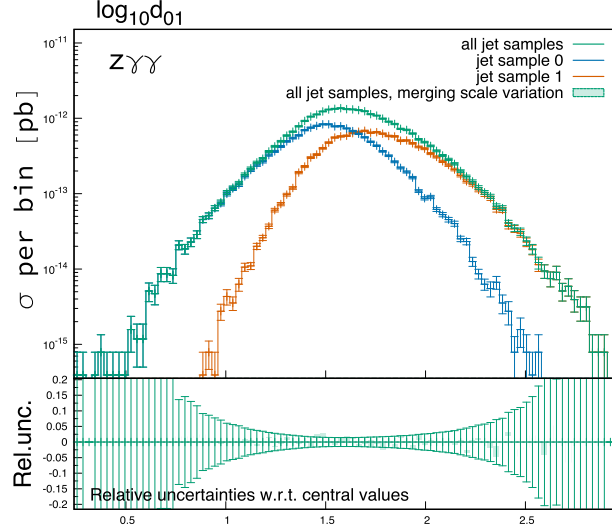 log₁₀d₀₁
10⁻¹¹
zγγ
all jet samples
jet sample 0
jet sample 1
all jet samples, merging scale variation
10⁻¹²
10⁻¹³
10⁻¹⁴
10⁻¹⁵
σ per bin [pb]
0.2
0.15
0.1
0.05
0
-0.05
-0.1
-0.15
-0.2
Rel.unc.
Relative uncertainties w.r.t. central values
0.5
1
1.5
2
2.5